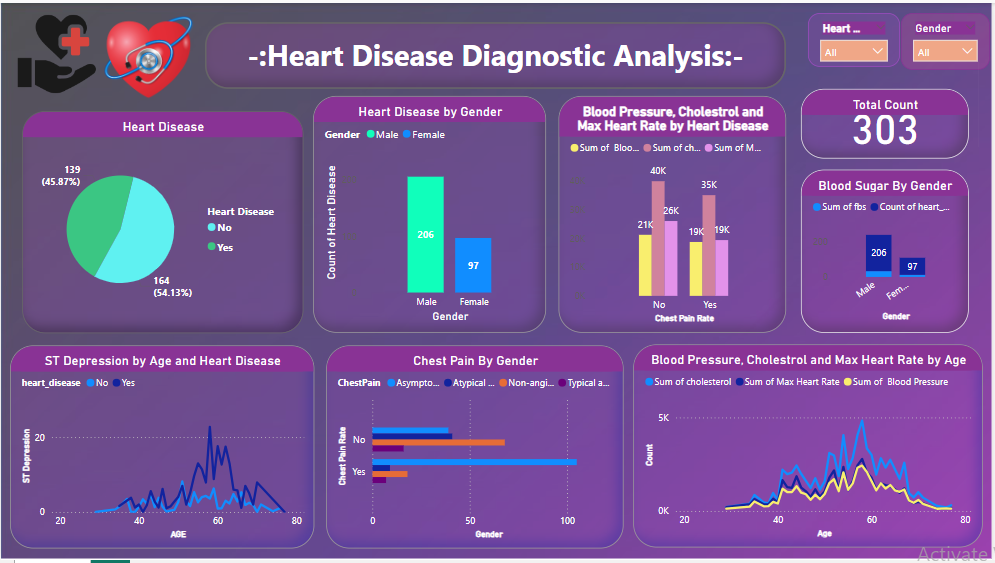 -:Heart Disease Diagnostic Analysis:-
Heart ...
All
Gender
All
Heart Disease
139
(45.87%)
164
(54.13%)
Heart Disease
No
Yes
Heart Disease by Gender
Gender Male Female
Count of Heart Disease
206
97
Male Female
Gender
Blood Pressure, Cholestrol and
Max Heart Rate by Heart Disease
Sum of Bloo... Sum of ch... Sum of M...
40K
35K
21K 26K 19K 19K
No Yes
Chest Pain Rate
Total Count
303
Blood Sugar By Gender
Sum of fbs Count of heart_...
206
97
Male Fem...
Gender
ST Depression by Age and Heart Disease
heart_disease No Yes
ST Depression
20
0
20 40 60 80
AGE
Chest Pain By Gender
ChestPain Asympto... Atypical ... Non-angi... Typical a...
Chest Pain Rate
No
Yes
0 50 100
Gender
Blood Pressure, Cholestrol and Max Heart Rate by Age
Sum of cholesterol Sum of Max Heart Rate Sum of Blood Pressure
Count
5K
0K
20 40 60 80
Age
Activate